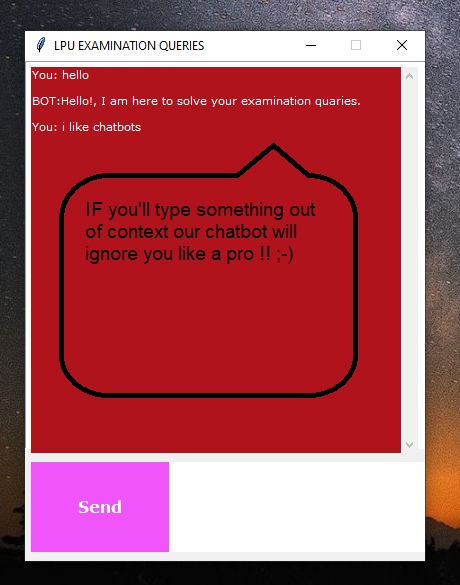 LPU EXAMINATION QUERIES
You: hello
BOT:Hello!, I am here to solve your examination quaries.
You: i like chatbots
IF you'll type something out
of context our chatbot will
ignore you like a pro !! ;-)
Send